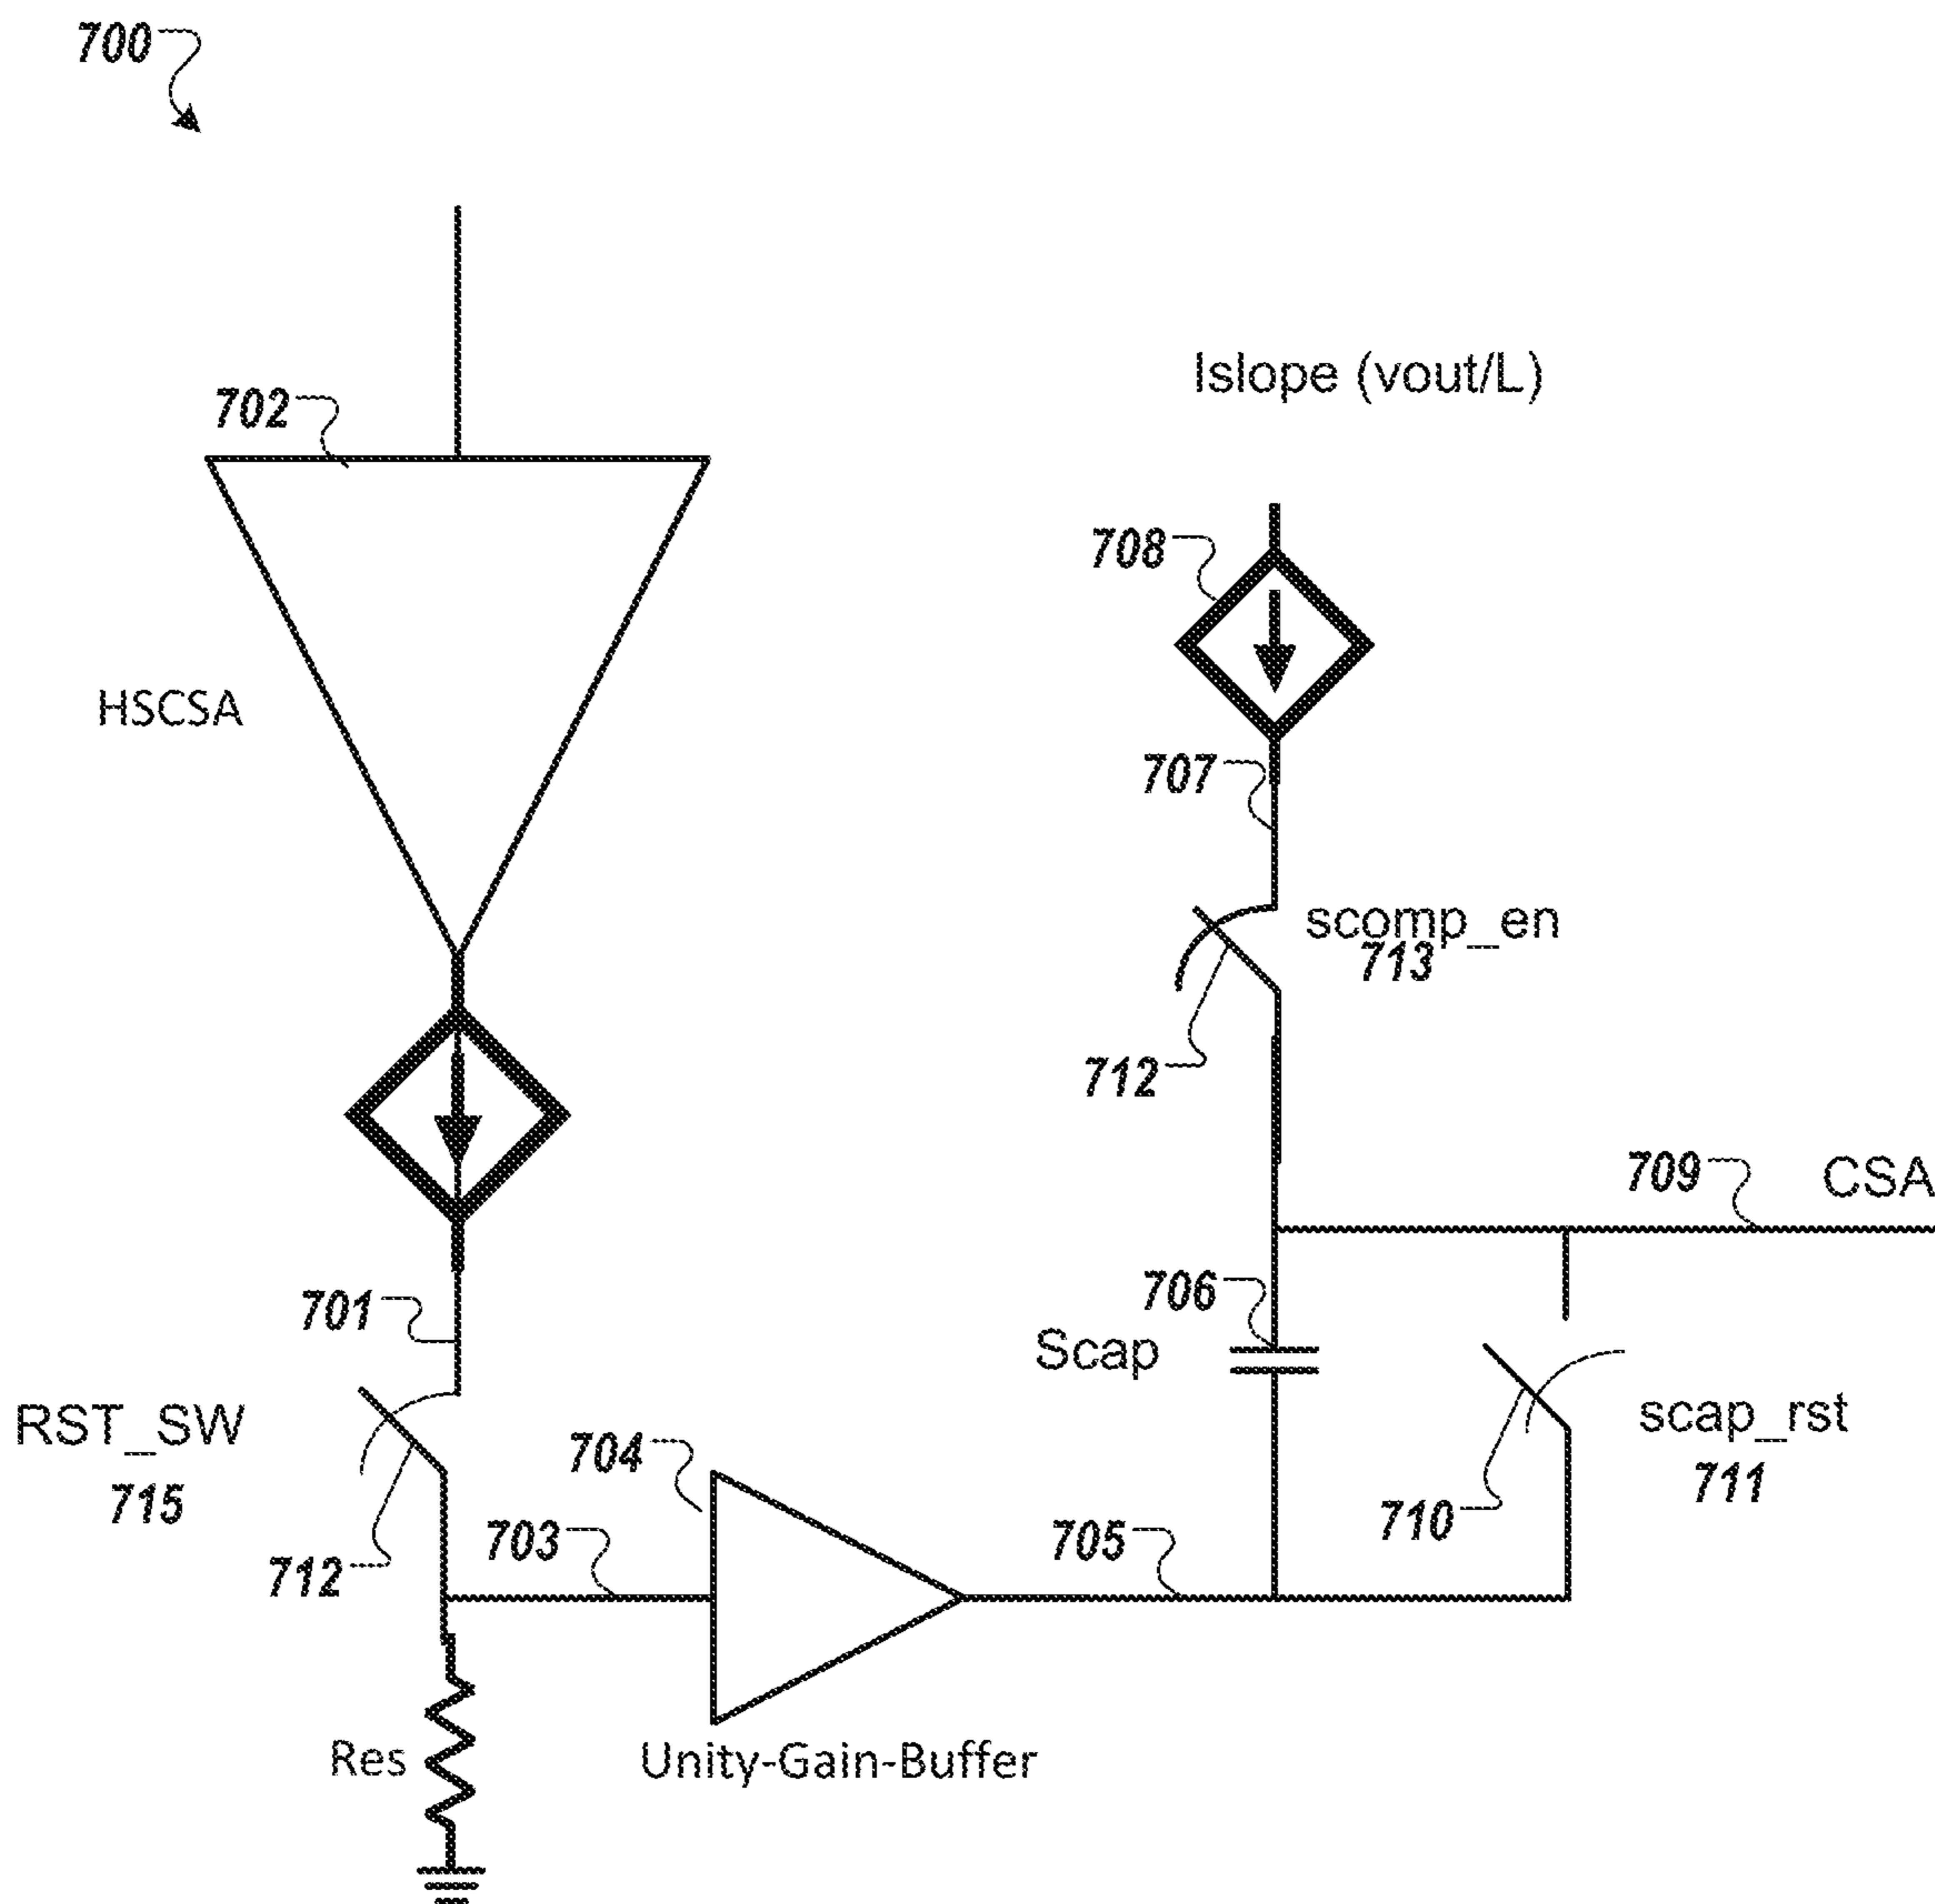 700
702
Islope (vout/L)
708
HSCSA
707
scomp_en
713
712
709
CSA
701
706
Scap
RST_SW
715
scap_rst
711
704
710
703
705
712
Res
Unity-Gain-Buffer